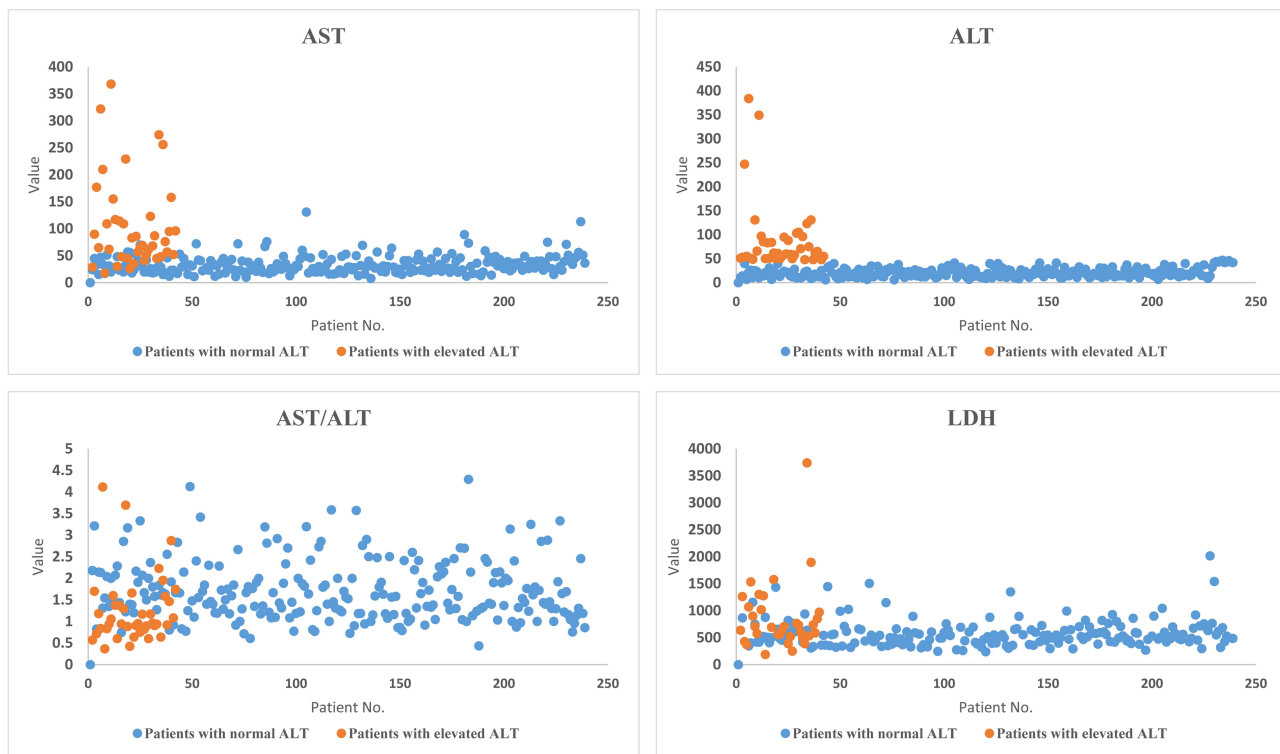 AST
400
350
300
250
200
150
100
50
0
Value
0 50 100 150 200 250
Patient No.
Patients with normal ALT Patients with elevated ALT
ALT
450
400
350
300
250
200
150
100
50
0
Value
0 50 100 150 200 250
Patient No.
Patients with normal ALT Patients with elevated ALT
AST/ALT
5
4.5
4
3.5
3
2.5
2
1.5
1
0.5
0
Value
0 50 100 150 200 250
Patient No.
Patients with normal ALT Patients with elevated ALT
LDH
4000
3500
3000
2500
2000
1500
1000
500
0
Value
0 50 100 150 200 250
Patient No.
Patients with normal ALT Patients with elevated ALT